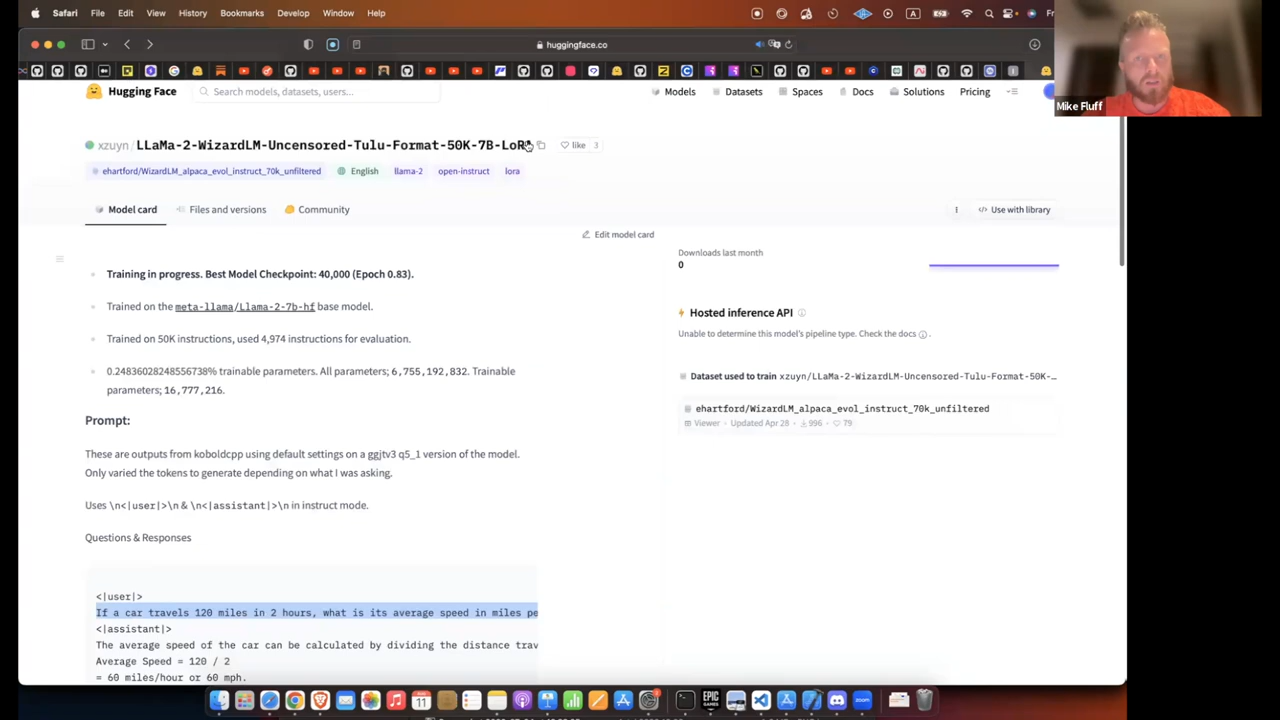 Safari File Edit View History Bookmarks Develop Window Help
huggingface.co
Mike Fluff
Hugging Face Search models, datasets, users... Models Datasets Spaces Docs Solutions Pricing
xzuyn/ LLaMa-2-WizardLM-Uncensored-Tulu-Format-50K-7B-LoRA like 3
ehartford/WizardLM_alpaca_evol_instruct_70k_unfiltered English llama-2 open-instruct lora
Model card Files and versions Community Use with library
Edit model card
Training in progress. Best Model Checkpoint: 40,000 (Epoch 0.83).
Trained on the meta-llama/Llama-2-7b-hf base model.
Trained on 50K instructions, used 4,974 instructions for evaluation.
0.24836028248556738% trainable parameters. All parameters; 6,755,192,832. Trainable
parameters; 16,777,216.
Prompt:
These are outputs from koboldcpp using default settings on a ggjtv3 q5_1 version of the model.
Only varied the tokens to generate depending on what I was asking.
Uses \n<|user|>\n & \n<|assistant|>\n in instruct mode.
Questions & Responses
<|user|>
If a car travels 120 miles in 2 hours, what is its average speed in miles pe
<|assistant|>
The average speed of the car can be calculated by dividing the distance trav
Average Speed = 120 / 2
= 60 miles/hour or 60 mph.
Downloads last month
0
Hosted inference API
Unable to determine this model's pipeline type. Check the docs .
Dataset used to train xzuyn/LLaMa-2-WizardLM-Uncensored-Tulu-Format-50K-…
ehartford/WizardLM_alpaca_evol_instruct_70k_unfiltered
Viewer Updated Apr 28 996 79